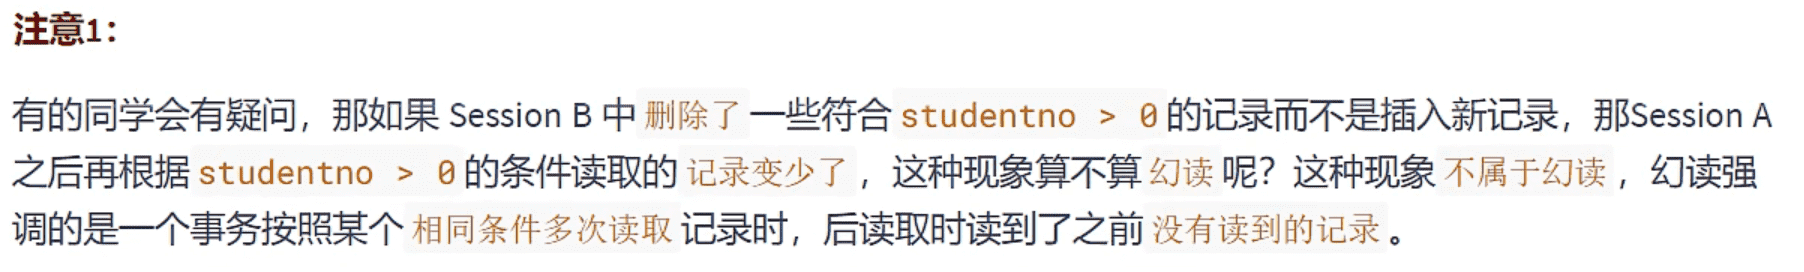 注意1：
有的同学会有疑问，那如果 Session B 中 删除了 一些符合 studentno > 0 的记录而不是插入新记录，那Session A
之后再根据 studentno > 0 的条件读取的 记录变少了 ，这种现象算不算 幻读 呢？这种现象 不属于幻读 ，幻读强
调的是一个事务按照某个 相同条件多次读取 记录时，后读取时读到了之前 没有读到的记录 。